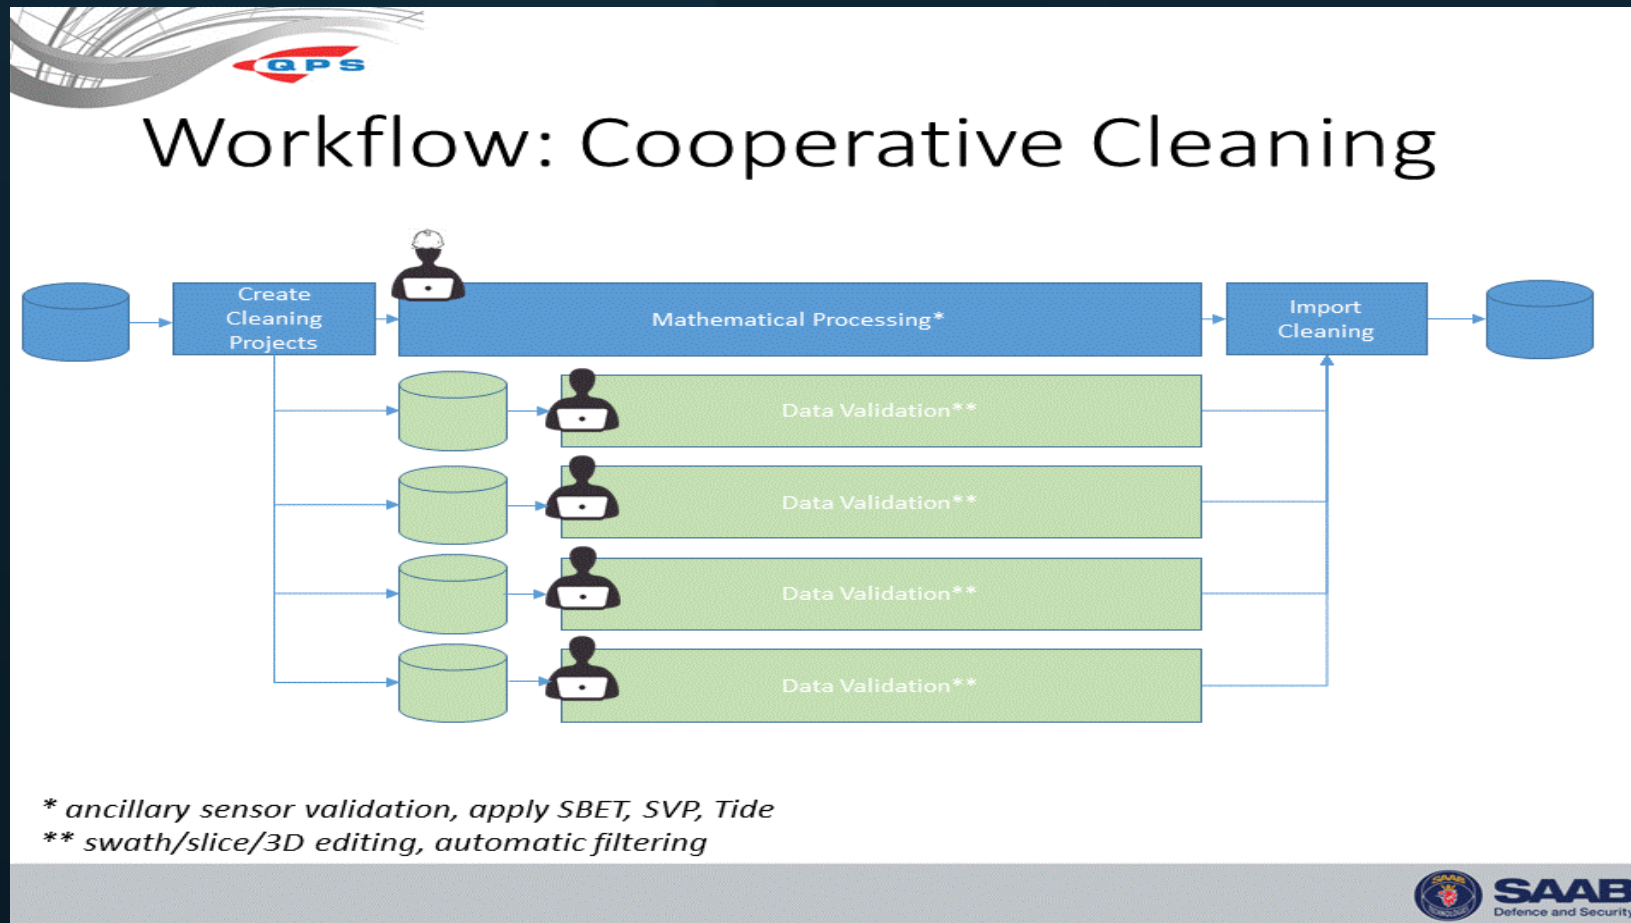 QPS
Workflow: Cooperative Cleaning
Create
Cleaning
Projects
Mathematical Processing*
Import
Cleaning
Data Validation**
Data Validation**
Data Validation**
Data Validation**
* ancillary sensor validation, apply SBET, SVP, Tide
** swath/slice/3D editing, automatic filtering
SAAB
SAAB
Defence and Security